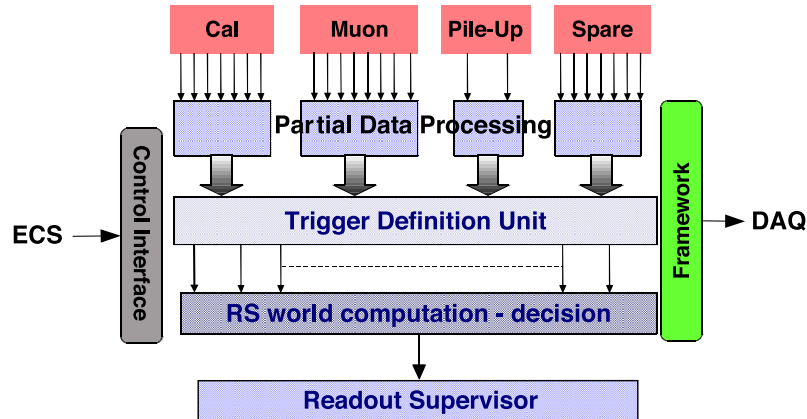 Cal
Muon
Pile-Up
Spare
Partial Data Processing
Control Interface
Framework
Trigger Definition Unit
ECS
DAQ
RS world computation - decision
Readout Supervisor